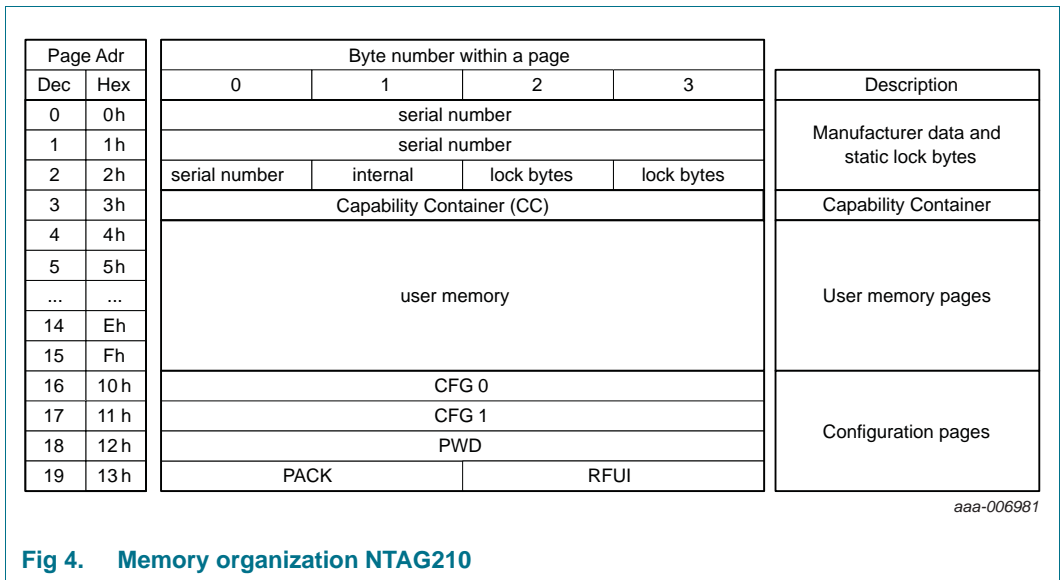 Page Adr Byte number within a page
Dec Hex 0 1 2 3 Description
0 0h serial number
1 1h serial number
Manufacturer data and
static lock bytes
2 2h serial number internal lock bytes lock bytes
3 3h Capability Container (CC) Capability Container
4 4h
5 5h
... ... user memory User memory pages
14 Eh
15 Fh
16 10h CFG 0
17 11h CFG 1
Configuration pages
18 12h PWD
19 13h PACK RFUI
aaa-006981
Fig 4. Memory organization NTAG210